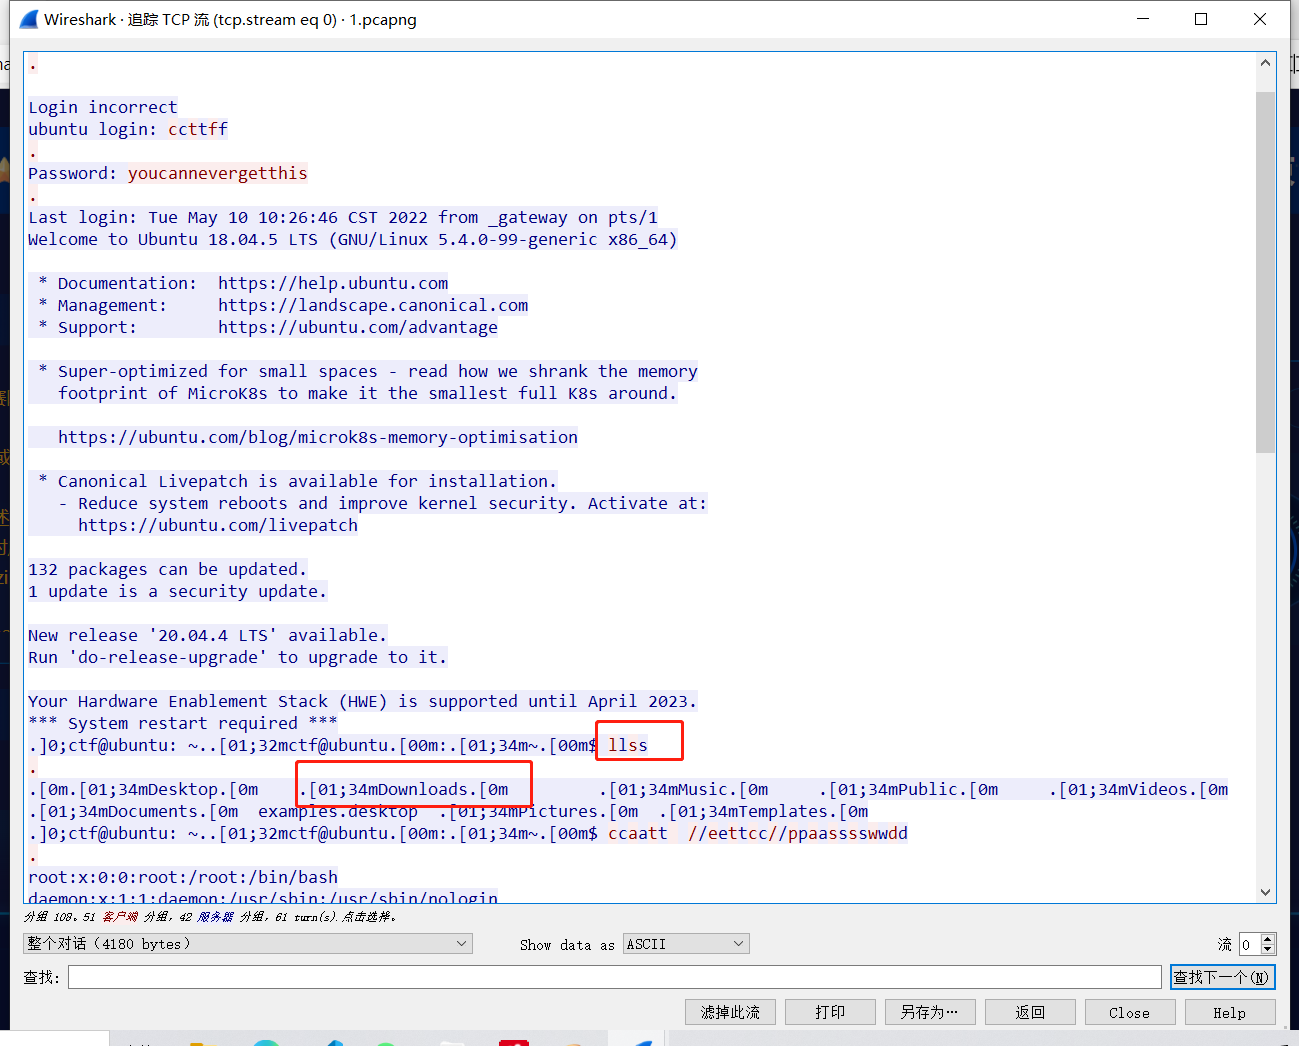 Wireshark · 追踪 TCP 流 (tcp.stream eq 0) · 1.pcapng
.
Login incorrect
ubuntu login: ccttff
.
Password: youcannevergetthis
.
Last login: Tue May 10 10:26:46 CST 2022 from _gateway on pts/1
Welcome to Ubuntu 18.04.5 LTS (GNU/Linux 5.4.0-99-generic x86_64)
* Documentation:  https://help.ubuntu.com
* Management:     https://landscape.canonical.com
* Support:        https://ubuntu.com/advantage
* Super-optimized for small spaces - read how we shrank the memory
footprint of MicroK8s to make it the smallest full K8s around.
https://ubuntu.com/blog/microk8s-memory-optimisation
* Canonical Livepatch is available for installation.
- Reduce system reboots and improve kernel security. Activate at:
https://ubuntu.com/livepatch
132 packages can be updated.
1 update is a security update.
New release '20.04.4 LTS' available.
Run 'do-release-upgrade' to upgrade to it.
Your Hardware Enablement Stack (HWE) is supported until April 2023.
*** System restart required ***
.]0;ctf@ubuntu: ~..[01;32mctf@ubuntu.[00m:.[01;34m~.[00m$ llss
.
.[0m.[01;34mDesktop.[0m    .[01;34mDownloads.[0m         .[01;34mMusic.[0m     .[01;34mPublic.[0m     .[01;34mVideos.[0m
.[01;34mDocuments.[0m  examples.desktop  .[01;34mPictures.[0m  .[01;34mTemplates.[0m
.]0;ctf@ubuntu: ~..[01;32mctf@ubuntu.[00m:.[01;34m~.[00m$ ccaatt  //eettcc//ppaasssswwdd
.
root:x:0:0:root:/root:/bin/bash
daemon:x:1:1:daemon:/usr/sbin:/usr/sbin/nologin
分组 108。51 客户端 分组，42 服务器 分组，61 turn(s).点击选择。
整个对话（4180 bytes） Show data as ASCII 流 0
查找： 查找下一个(N)
滤掉此流 打印 另存为… 返回 Close Help